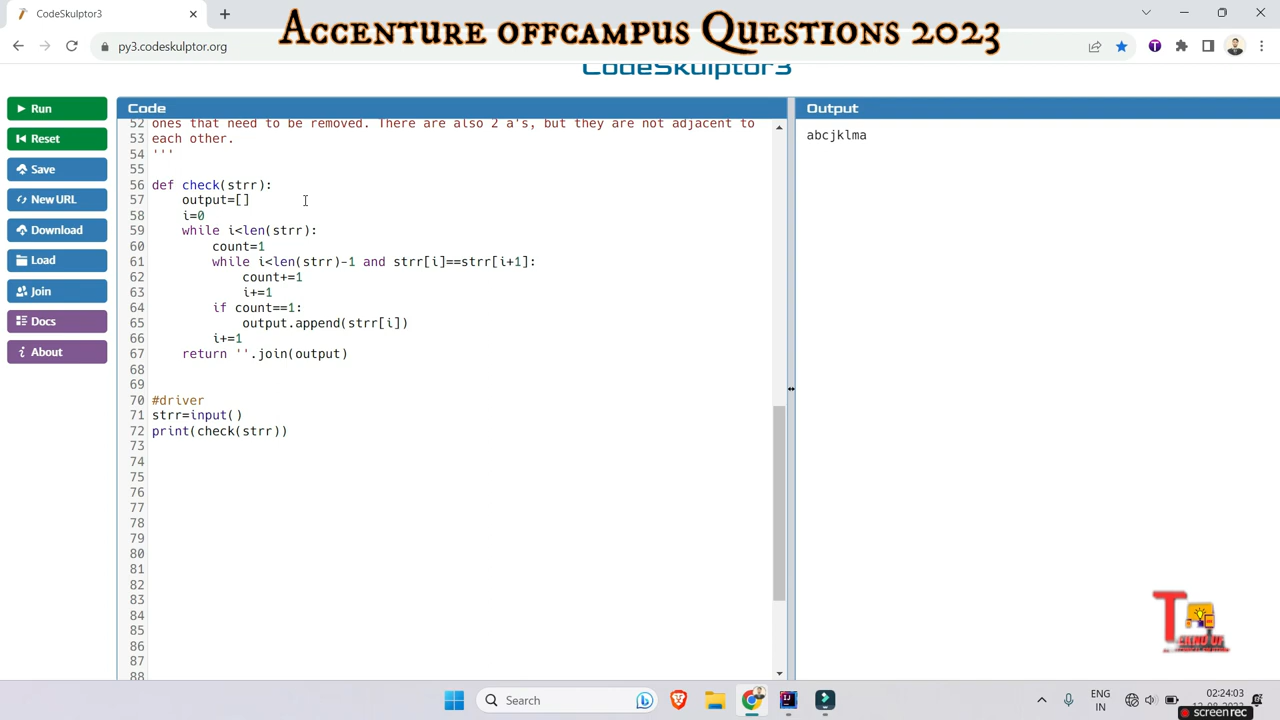 CodeSkulptor3
Accenture offcampus Questions 2023
py3.codeskulptor.org
CodeSkulptor3
Run
Reset
Save
New URL
Download
Load
Join
Docs
About
Code
52 ones that need to be removed. There are also 2 a's, but they are not adjacent to
53 each other.
54 '''
55
56 def check(strr):
57 output=[]
58 i=0
59 while i<len(strr):
60 count=1
61 while i<len(strr)-1 and strr[i]==strr[i+1]:
62 count+=1
63 i+=1
64 if count==1:
65 output.append(strr[i])
66 i+=1
67 return ''.join(output)
68
69
70 #driver
71 strr=input()
72 print(check(strr))
73
74
75
76
77
78
79
80
81
82
83
84
85
86
87
88
Output
abcjklma
Search
ENG
IN
02:24:03
screenrec